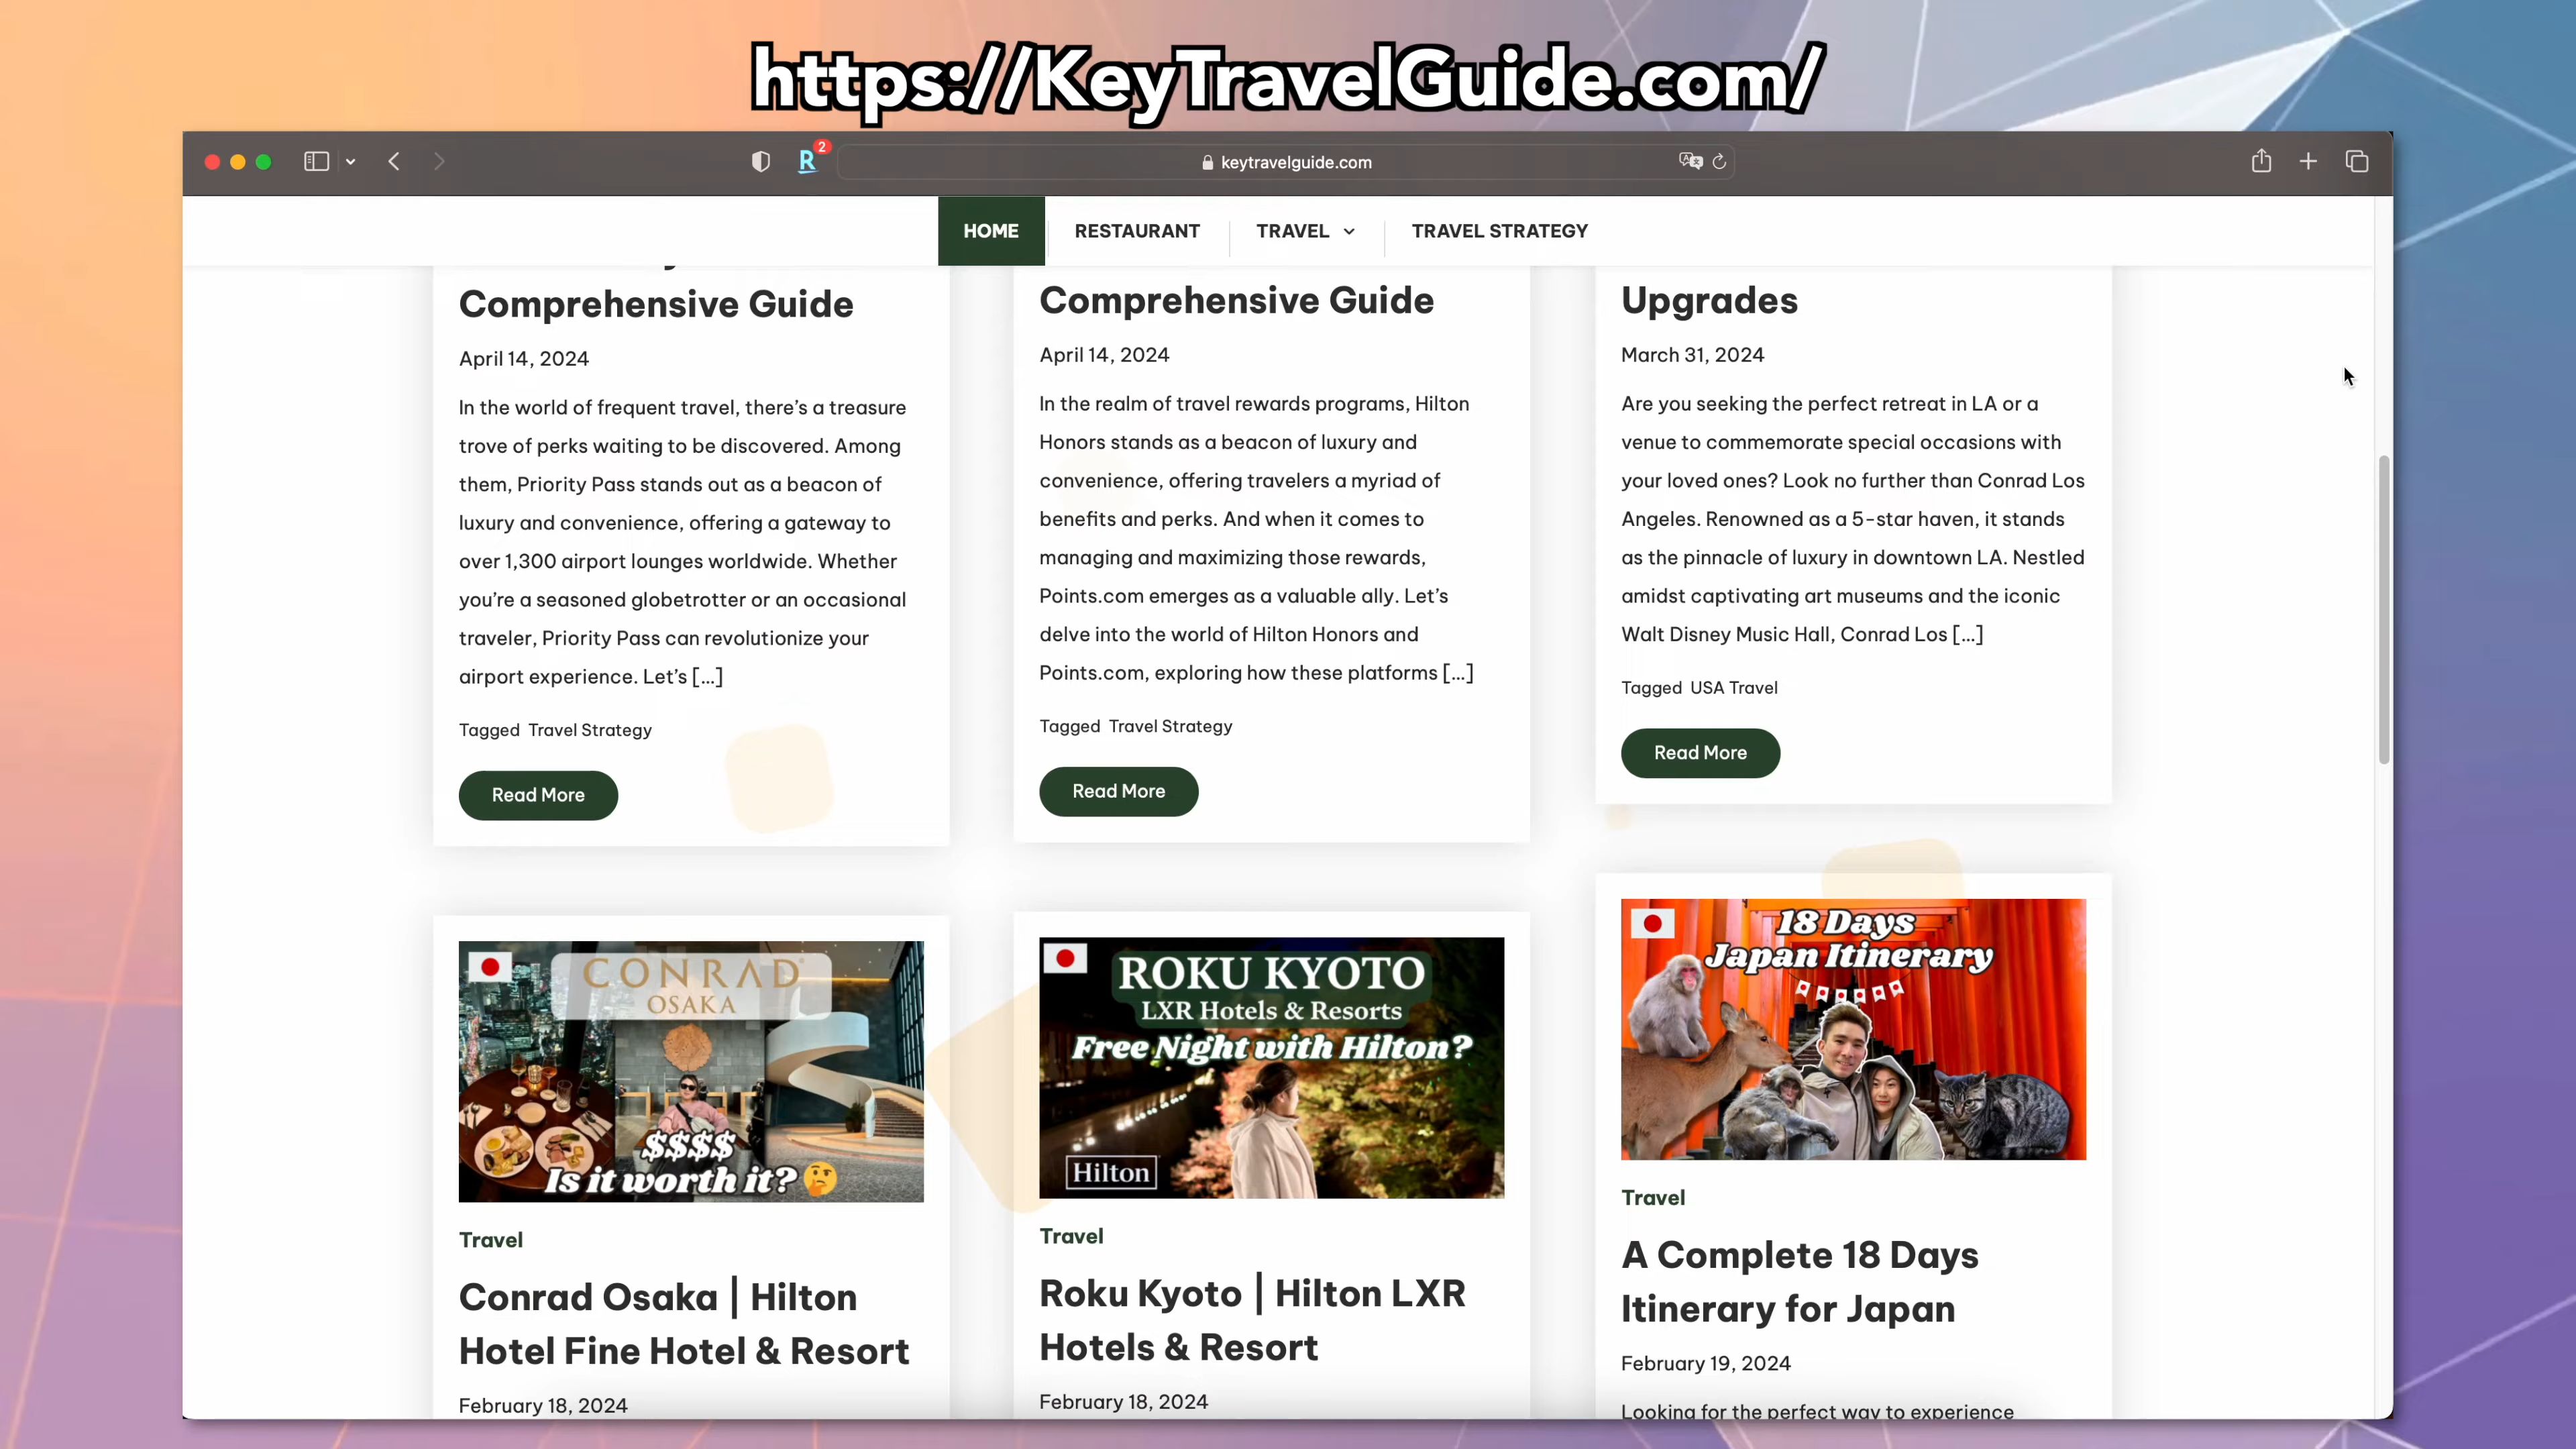 https://KeyTravelGuide.com/
2
R
keytravelguide.com
HOME
RESTAURANT
TRAVEL
TRAVEL STRATEGY
Comprehensive Guide
April 14, 2024
In the world of frequent travel, there's a treasure
trove of perks waiting to be discovered. Among
them, Priority Pass stands out as a beacon of
luxury and convenience, offering a gateway to
over 1,300 airport lounges worldwide. Whether
you're a seasoned globetrotter or an occasional
traveler, Priority Pass can revolutionize your
airport experience. Let's [...]
Tagged Travel Strategy
Read More
Comprehensive Guide
April 14, 2024
In the realm of travel rewards programs, Hilton
Honors stands as a beacon of luxury and
convenience, offering travelers a myriad of
benefits and perks. And when it comes to
managing and maximizing those rewards,
Points.com emerges as a valuable ally. Let's
delve into the world of Hilton Honors and
Points.com, exploring how these platforms [...]
Tagged Travel Strategy
Read More
Upgrades
March 31, 2024
Are you seeking the perfect retreat in LA or a
venue to commemorate special occasions with
your loved ones? Look no further than Conrad Los
Angeles. Renowned as a 5-star haven, it stands
as the pinnacle of luxury in downtown LA. Nestled
amidst captivating art museums and the iconic
Walt Disney Music Hall, Conrad Los [...]
Tagged USA Travel
Read More
CONRAD
OSAKA
$$$$
Is it worth it?
Travel
Conrad Osaka | Hilton
Hotel Fine Hotel & Resort
February 18, 2024
ROKU KYOTO
LXR Hotels & Resorts
Free Night with Hilton?
Hilton
Travel
Roku Kyoto | Hilton LXR
Hotels & Resort
February 18, 2024
18 Days
Japan Itinerary
Travel
A Complete 18 Days
Itinerary for Japan
February 19, 2024
Looking for the perfect way to experience